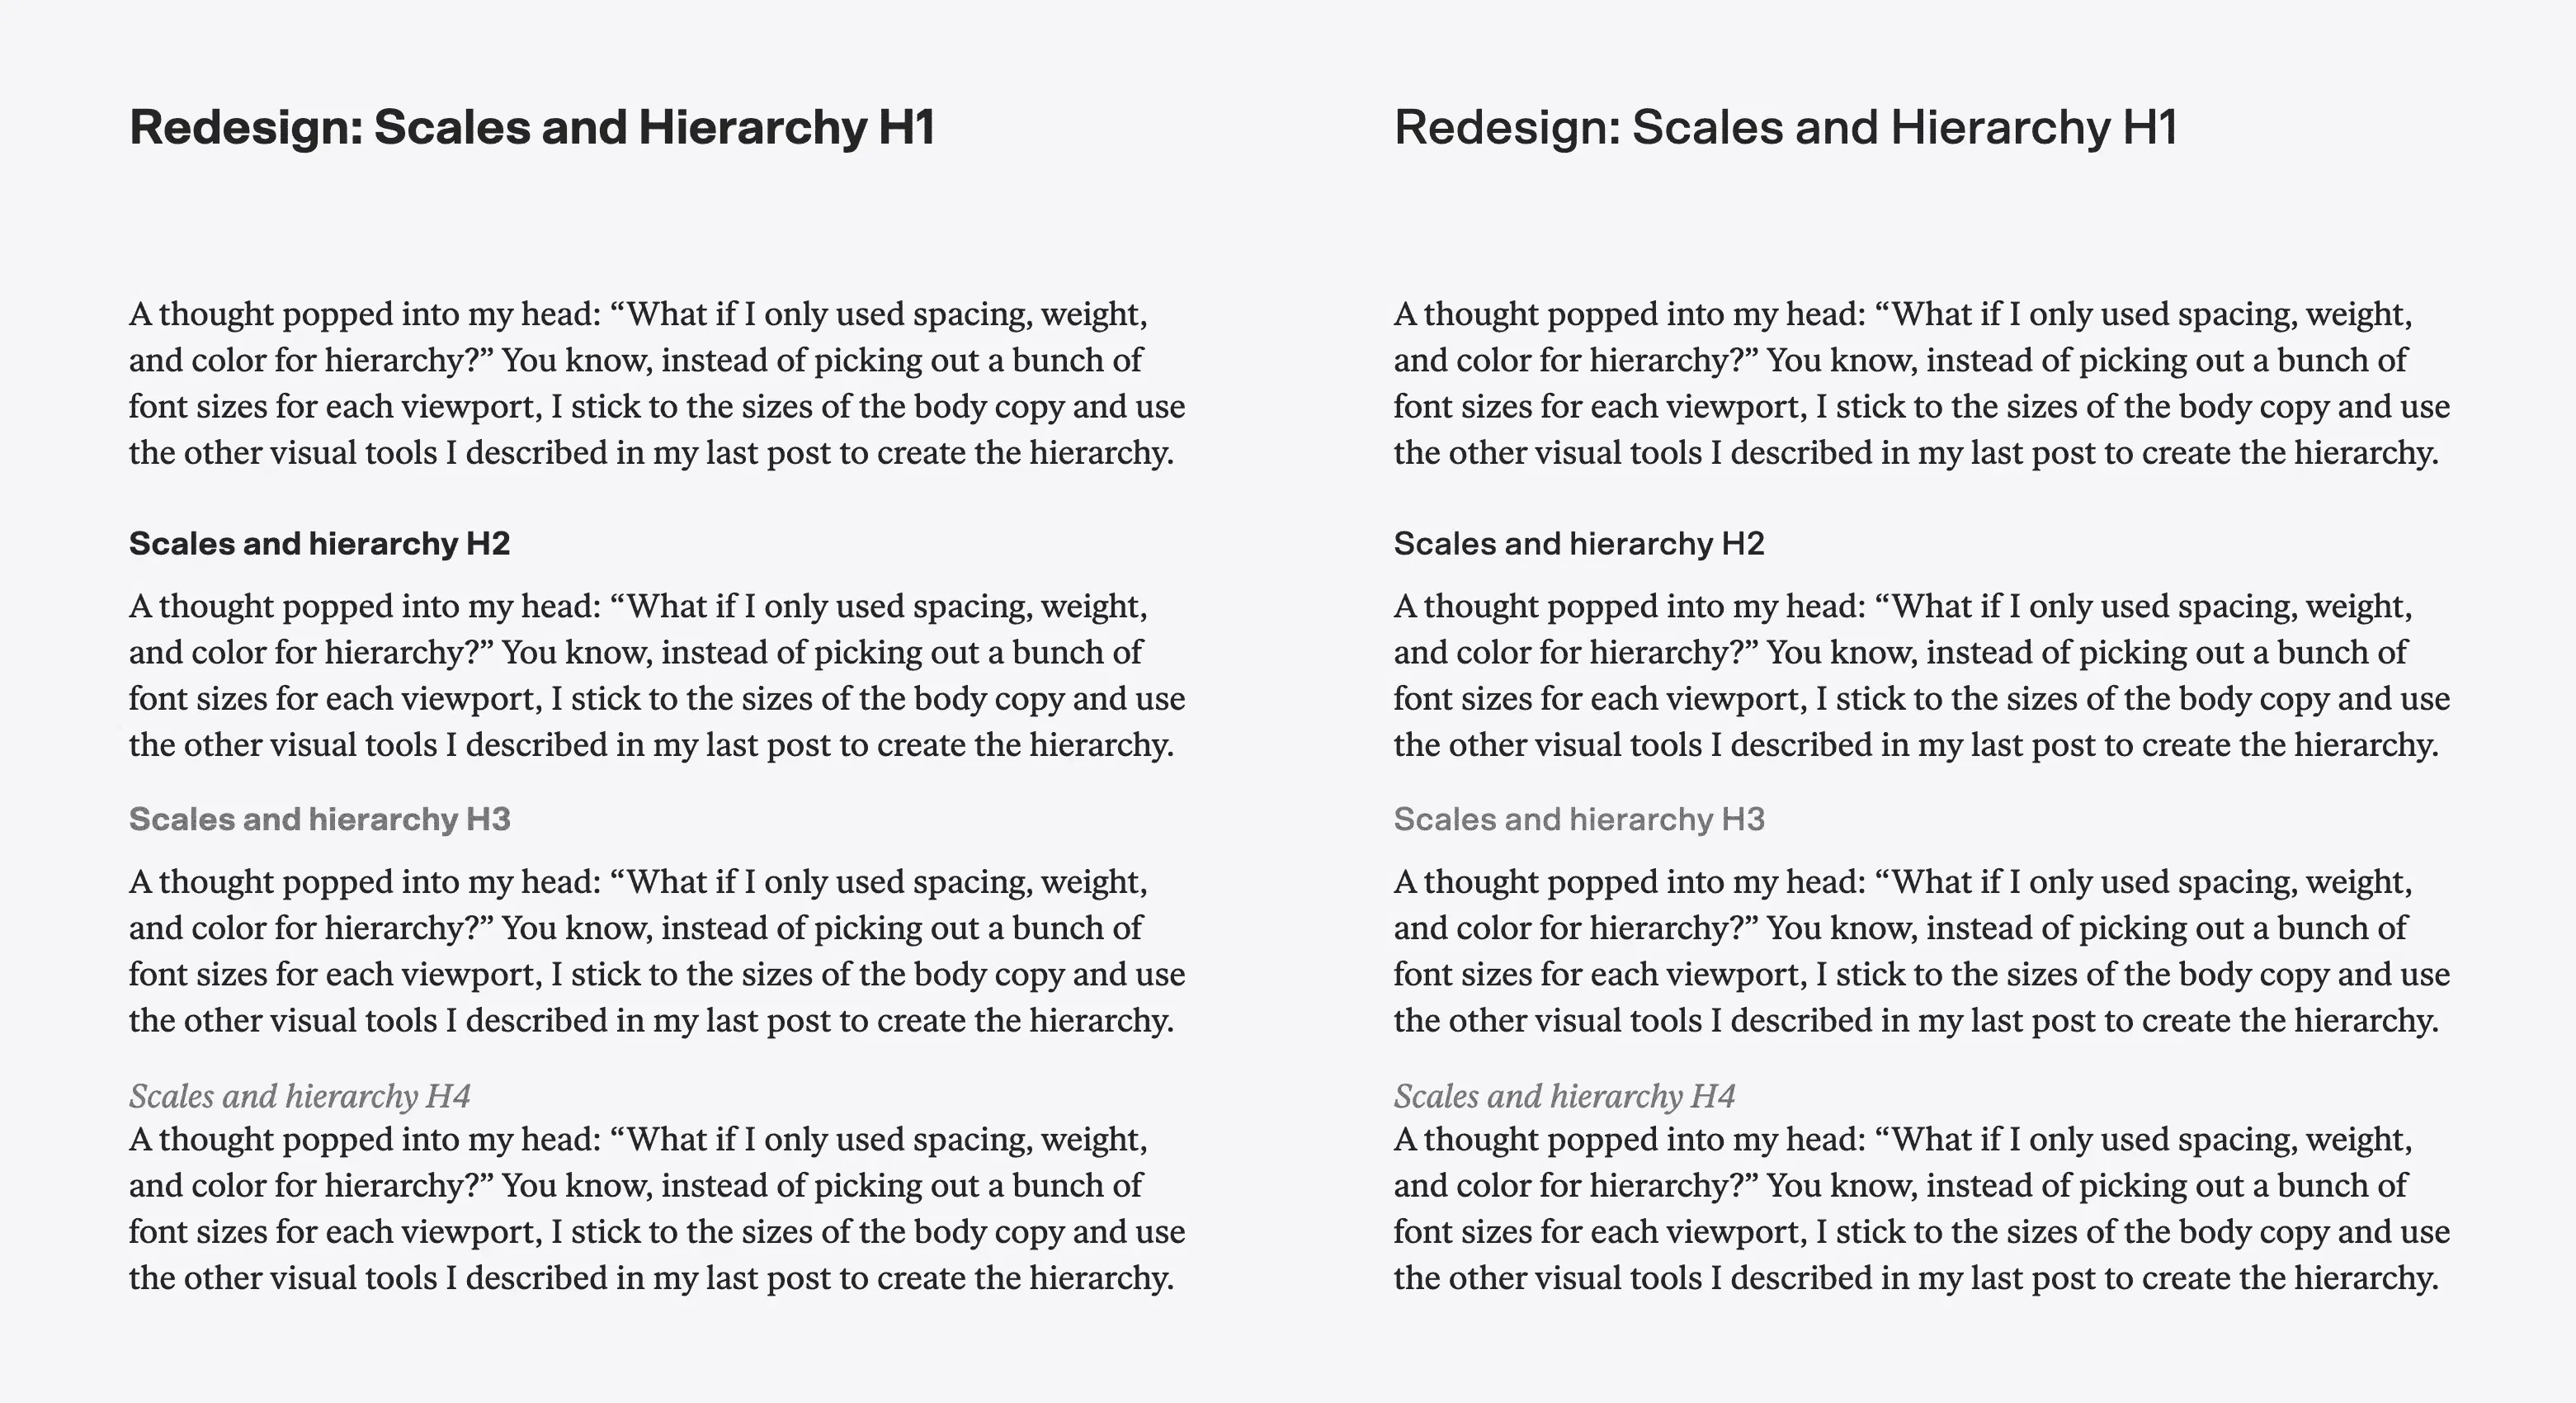 Redesign: Scales and Hierarchy H1
A thought popped into my head: “What if I only used spacing, weight,
and color for hierarchy?” You know, instead of picking out a bunch of
font sizes for each viewport, I stick to the sizes of the body copy and use
the other visual tools I described in my last post to create the hierarchy.
Scales and hierarchy H2
A thought popped into my head: “What if I only used spacing, weight,
and color for hierarchy?” You know, instead of picking out a bunch of
font sizes for each viewport, I stick to the sizes of the body copy and use
the other visual tools I described in my last post to create the hierarchy.
Scales and hierarchy H3
A thought popped into my head: “What if I only used spacing, weight,
and color for hierarchy?” You know, instead of picking out a bunch of
font sizes for each viewport, I stick to the sizes of the body copy and use
the other visual tools I described in my last post to create the hierarchy.
Scales and hierarchy H4
A thought popped into my head: “What if I only used spacing, weight,
and color for hierarchy?” You know, instead of picking out a bunch of
font sizes for each viewport, I stick to the sizes of the body copy and use
the other visual tools I described in my last post to create the hierarchy.
Redesign: Scales and Hierarchy H1
A thought popped into my head: “What if I only used spacing, weight,
and color for hierarchy?” You know, instead of picking out a bunch of
font sizes for each viewport, I stick to the sizes of the body copy and use
the other visual tools I described in my last post to create the hierarchy.
Scales and hierarchy H2
A thought popped into my head: “What if I only used spacing, weight,
and color for hierarchy?” You know, instead of picking out a bunch of
font sizes for each viewport, I stick to the sizes of the body copy and use
the other visual tools I described in my last post to create the hierarchy.
Scales and hierarchy H3
A thought popped into my head: “What if I only used spacing, weight,
and color for hierarchy?” You know, instead of picking out a bunch of
font sizes for each viewport, I stick to the sizes of the body copy and use
the other visual tools I described in my last post to create the hierarchy.
Scales and hierarchy H4
A thought popped into my head: “What if I only used spacing, weight,
and color for hierarchy?” You know, instead of picking out a bunch of
font sizes for each viewport, I stick to the sizes of the body copy and use
the other visual tools I described in my last post to create the hierarchy.